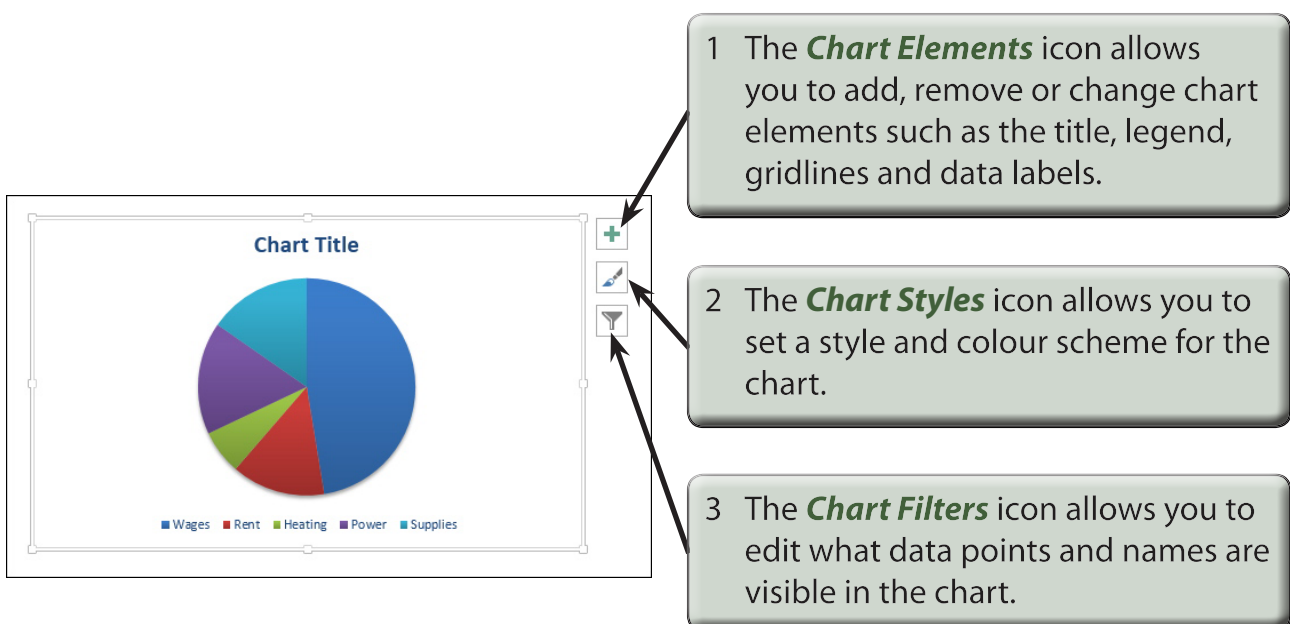 1 The Chart Elements icon allows
you to add, remove or change chart
elements such as the title, legend,
gridlines and data labels.
Chart Title
Wages Rent Heating Power Supplies
2 The Chart Styles icon allows you to
set a style and colour scheme for the
chart.
3 The Chart Filters icon allows you to
edit what data points and names are
visible in the chart.